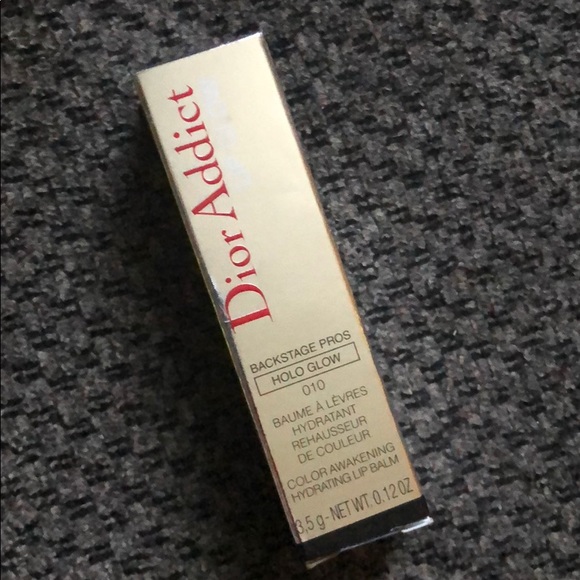 Dior Addict
BACKSTAGE PROS
HOLO GLOW
010
BAUME À LÈVRES
HYDRATANT
REHAUSSEUR
DE COULEUR
COLOR AWAKENING
HYDRATING LIP BALM
3,5 g - NET WT. 0.12 OZ